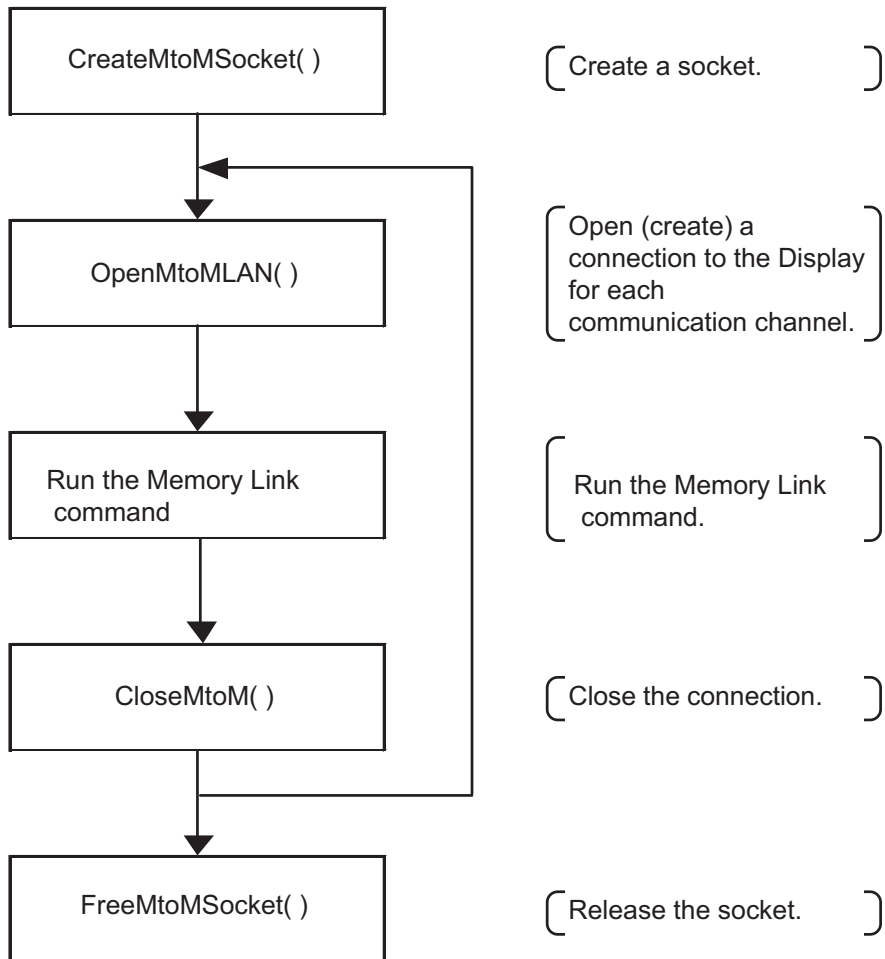 CreateMtoMSocket( )
Create a socket.
OpenMtoMLAN( )
Open (create) a
connection to the Display
for each
communication channel.
Run the Memory Link
command
Run the Memory Link
command.
CloseMtoM( )
Close the connection.
FreeMtoMSocket( )
Release the socket.